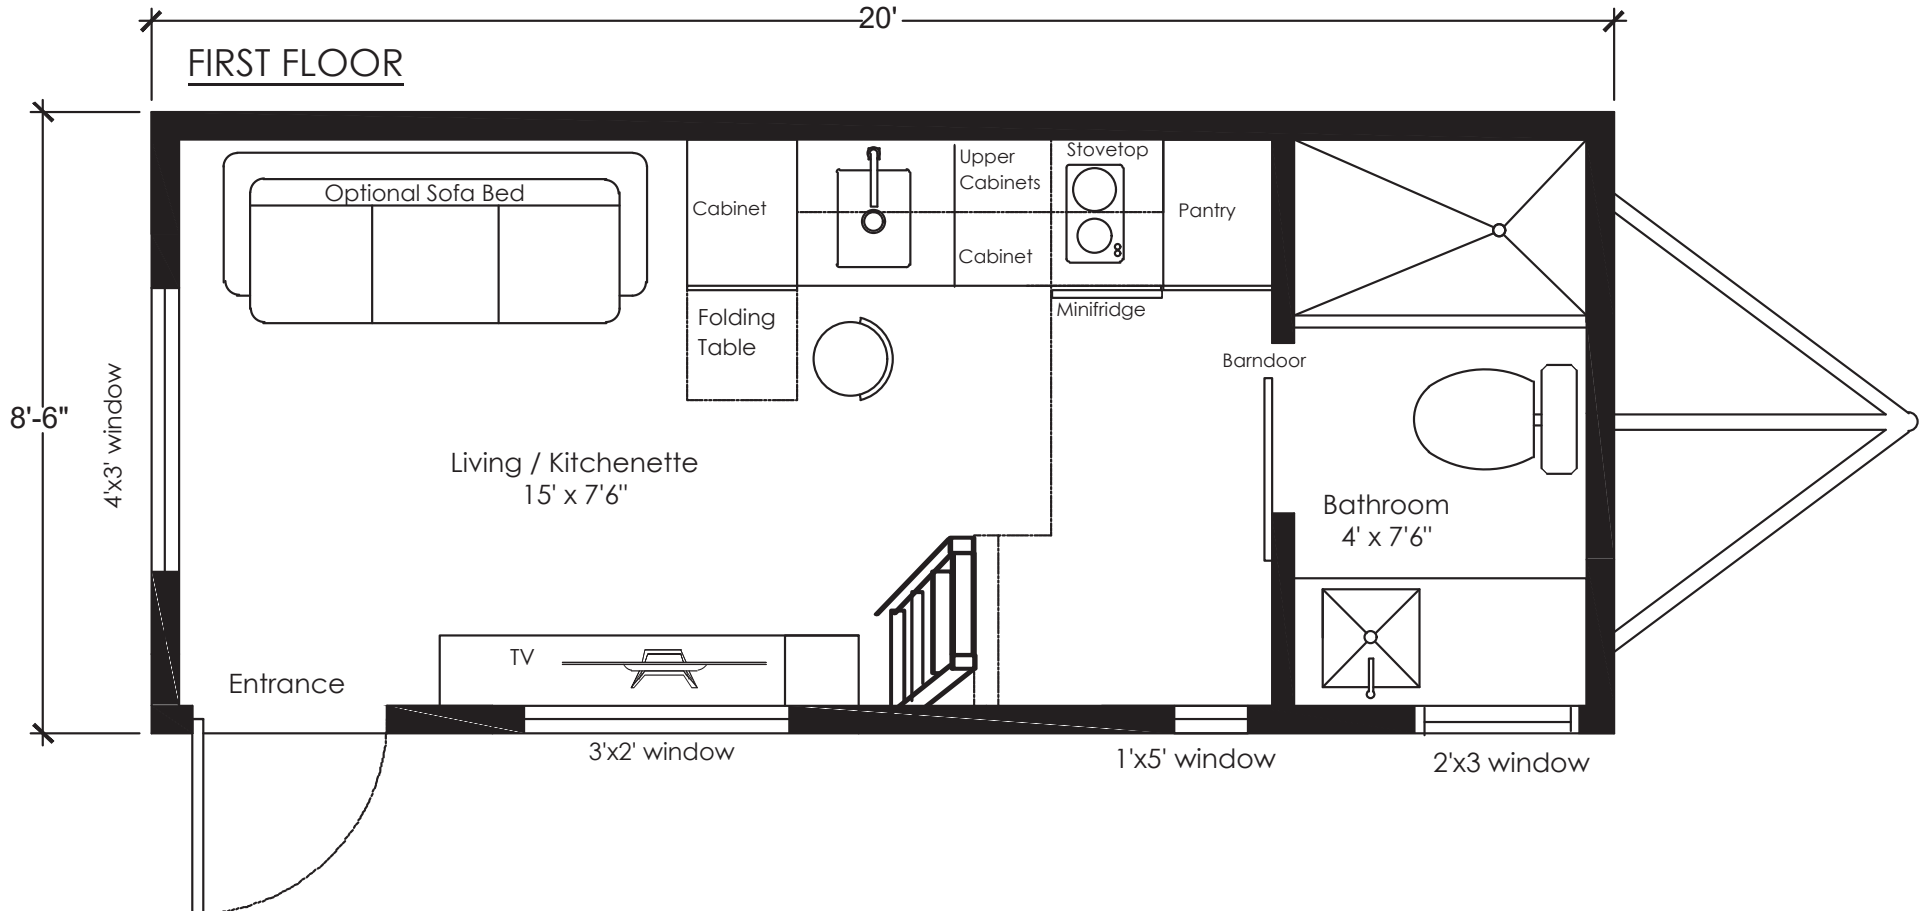 20'
FIRST FLOOR
Optional Sofa Bed
Cabinet
Upper
Cabinets
Cabinet
Stovetop
Pantry
Folding
Table
Minifridge
Barndoor
8'-6"
4'x3' window
Living / Kitchenette
15' x 7'6"
Bathroom
4' x 7'6"
TV
Entrance
3'x2' window
1'x5' window
2'x3 window